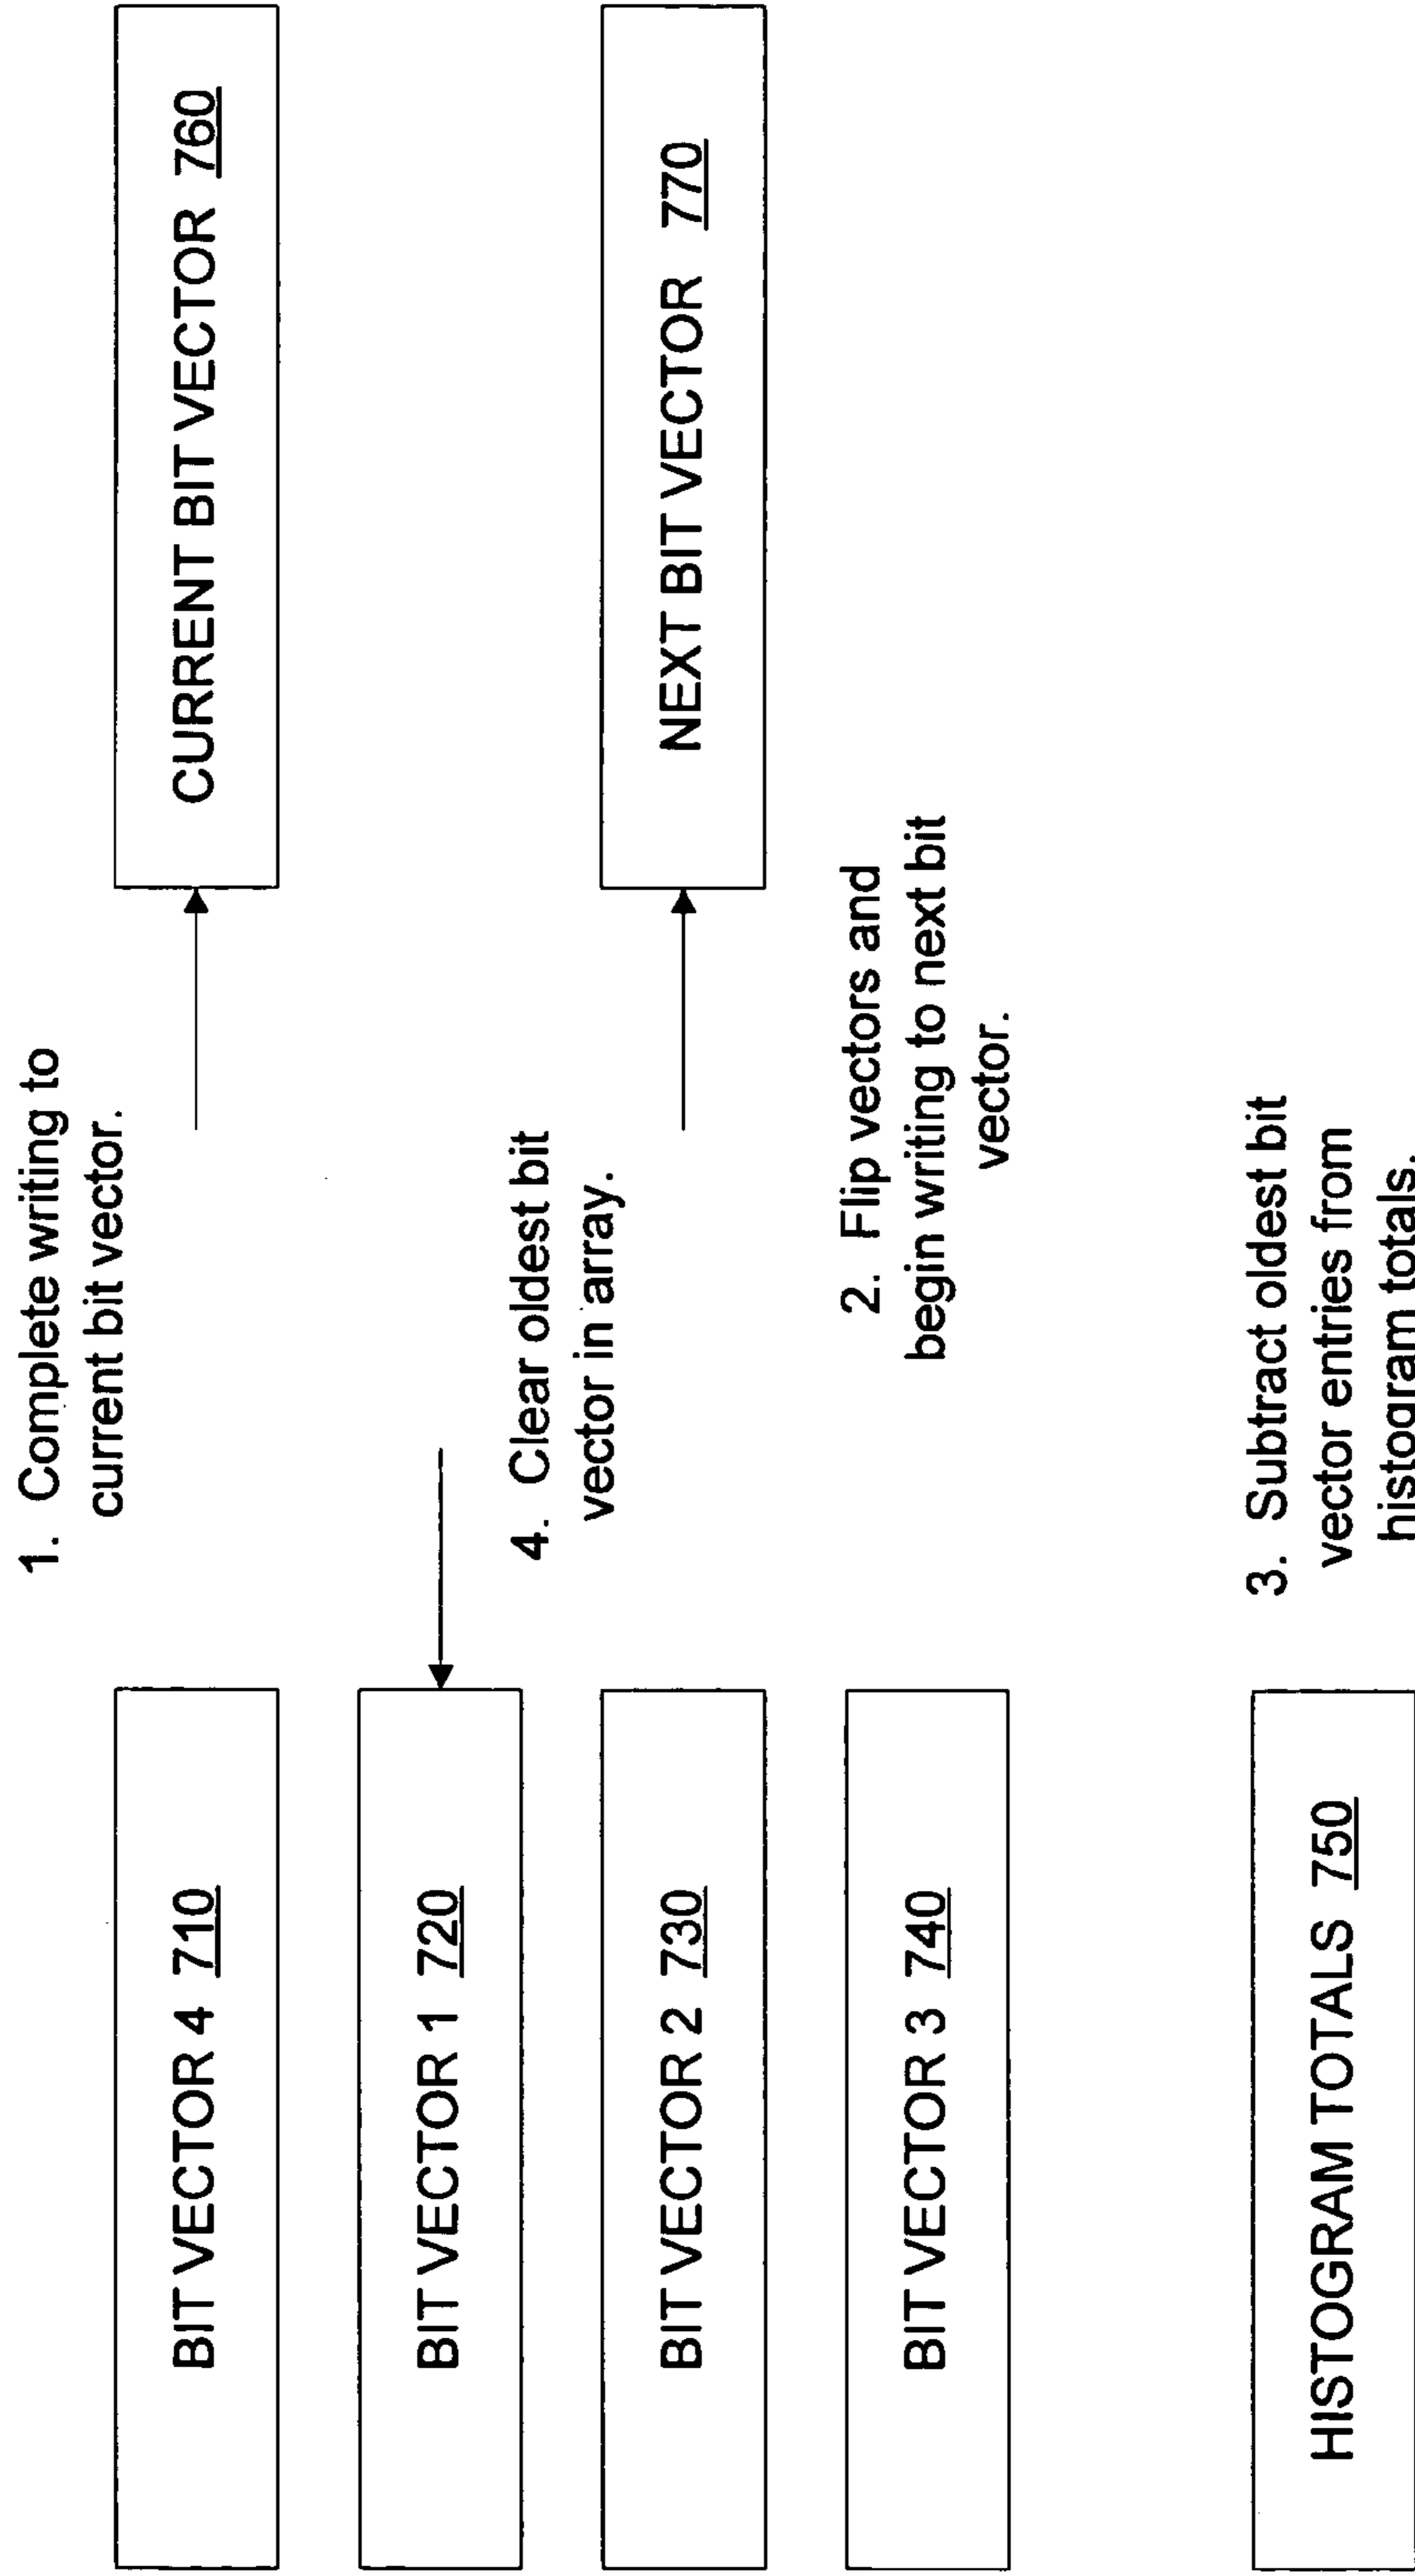 1. Complete writing to
current bit vector.
BIT VECTOR 4 710
CURRENT BIT VECTOR 760
BIT VECTOR 1 720
4. Clear oldest bit
vector in array.
BIT VECTOR 2 730
NEXT BIT VECTOR 770
2. Flip vectors and
begin writing to next bit
vector.
BIT VECTOR 3 740
3. Subtract oldest bit
vector entries from
histogram totals.
HISTOGRAM TOTALS 750